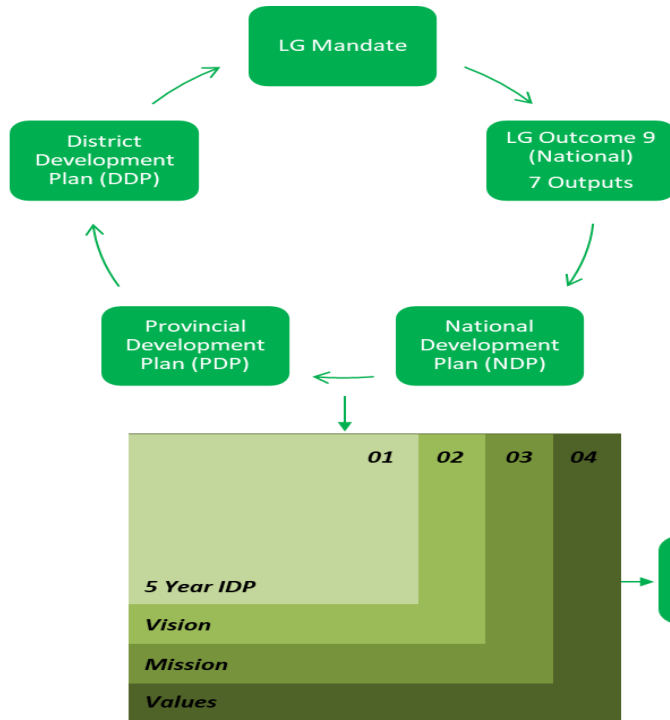 LG Mandate
District
Development
Plan (DDP)
LG Outcome 9
(National)
7 Outputs
Provincial
Development
Plan (PDP)
National
Development
Plan (NDP)
01
02
03
04
5 Year IDP
Vision
Mission
Values